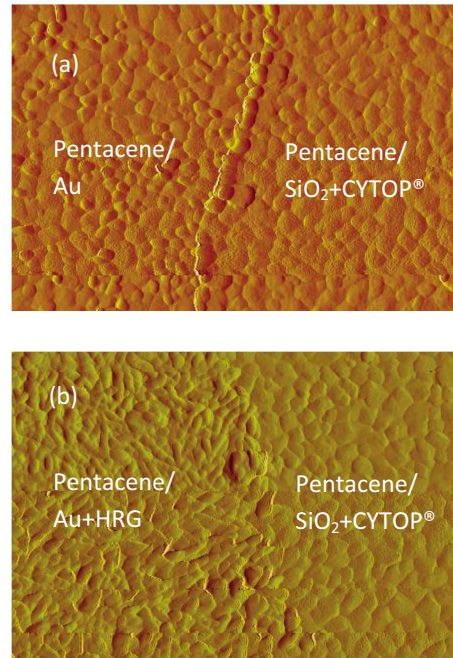 (a)
Pentacene/
Au
Pentacene/
SiO₂+CYTOP®
(b)
Pentacene/
Au+HRG
Pentacene/
SiO₂+CYTOP®